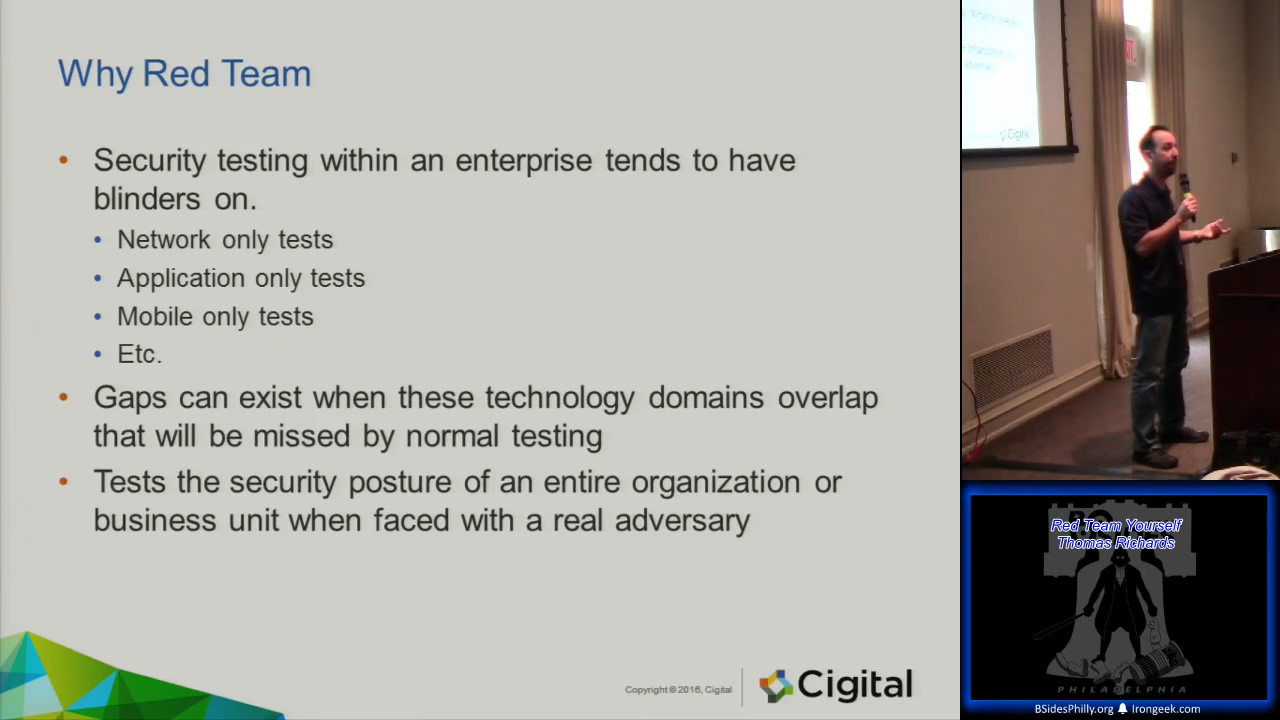 Why Red Team
• Security testing within an enterprise tends to have
blinders on.
• Network only tests
• Application only tests
• Mobile only tests
• Etc.
• Gaps can exist when these technology domains overlap
that will be missed by normal testing
• Tests the security posture of an entire organization or
business unit when faced with a real adversary
Copyright © 2016, Cigital
Cigital
Cigital
Red Team Yourself
Thomas Richards
PHILADELPHIA
BSidesPhilly.org
Irongeek.com